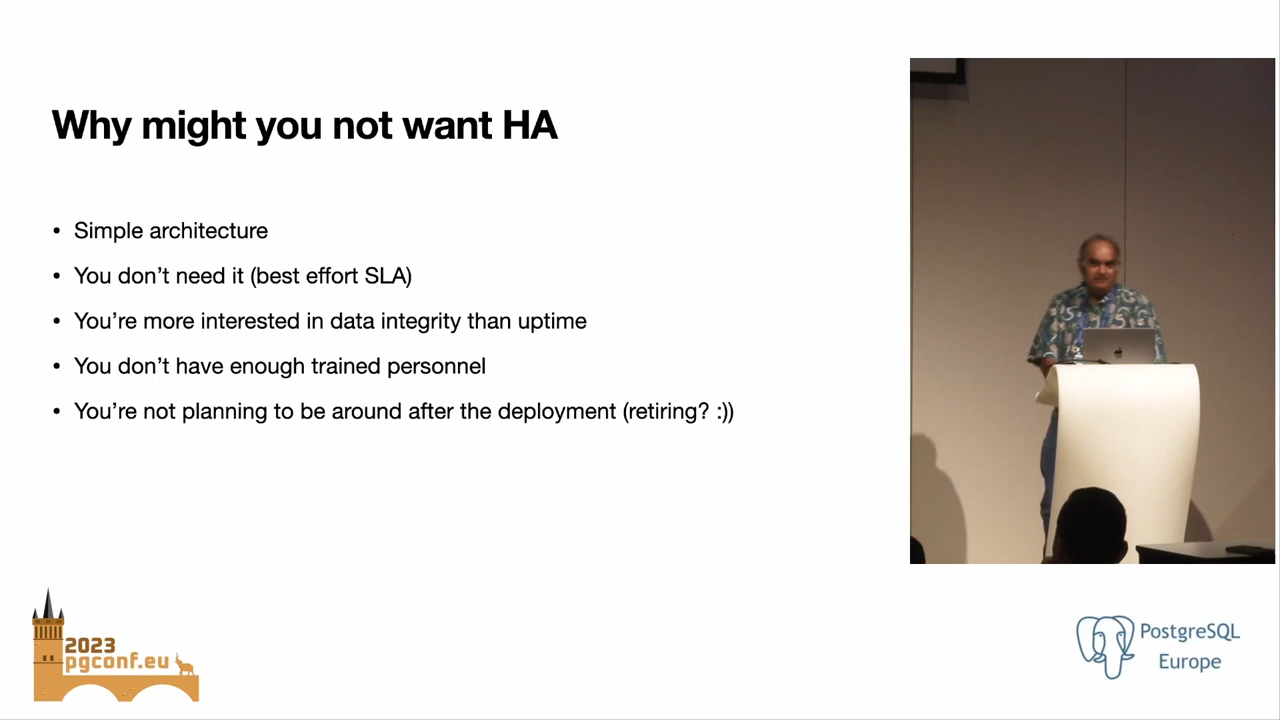 Why might you not want HA
• Simple architecture
• You don’t need it (best effort SLA)
• You’re more interested in data integrity than uptime
• You don’t have enough trained personnel
• You’re not planning to be around after the deployment (retiring? :))
2023
pgconf.eu
PostgreSQL
Europe